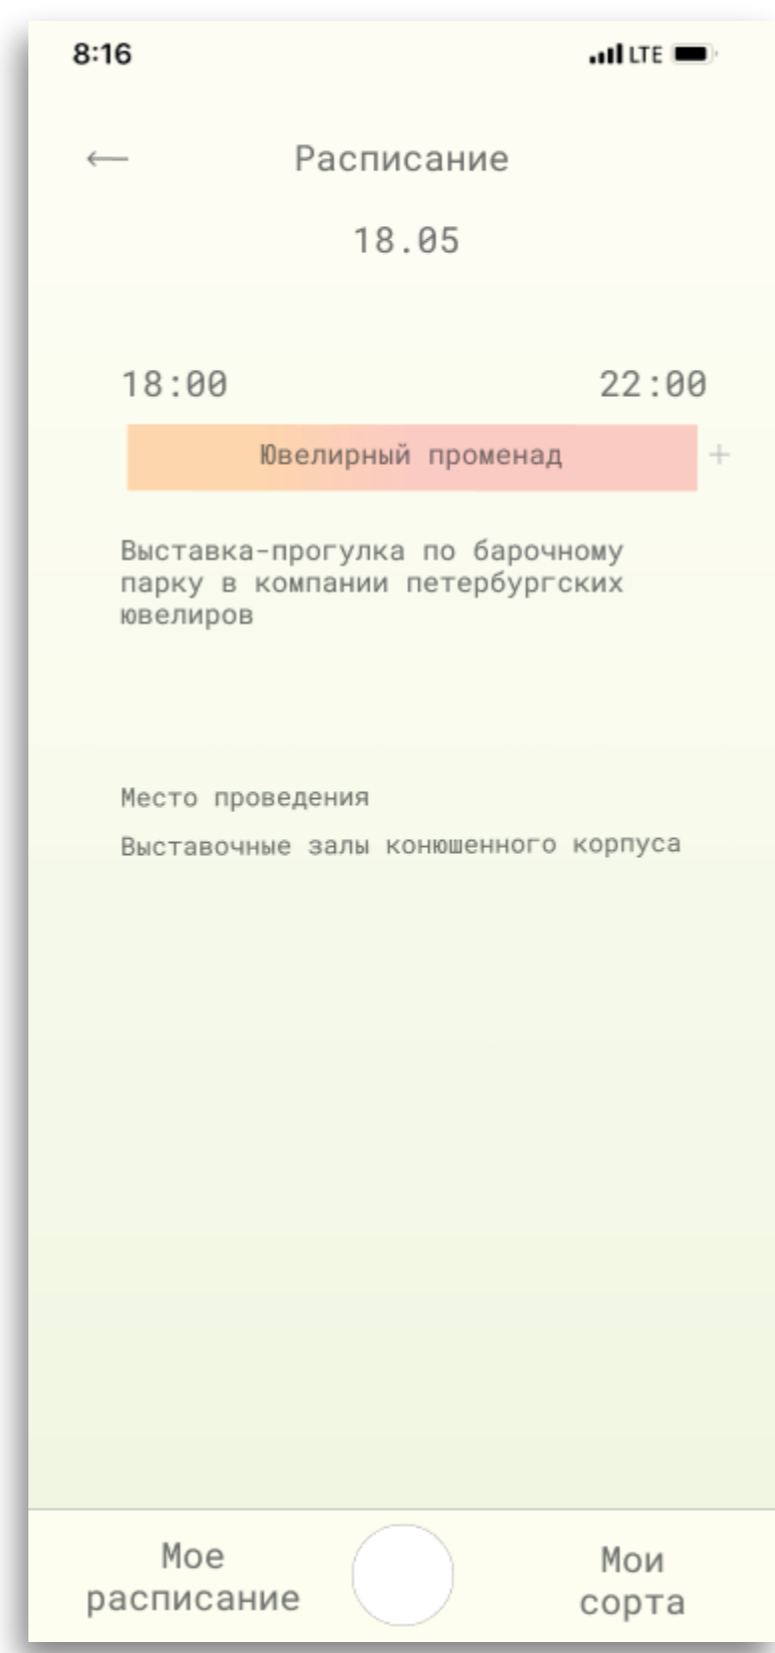 8:16 LTE
← Расписание
18.05
18:00 22:00
Ювелирный променад +
Выставка-прогулка по барочному
парку в компании петербургских
ювелиров
Место проведения
Выставочные залы конюшенного корпуса
Мое
расписание
Мои
сорта